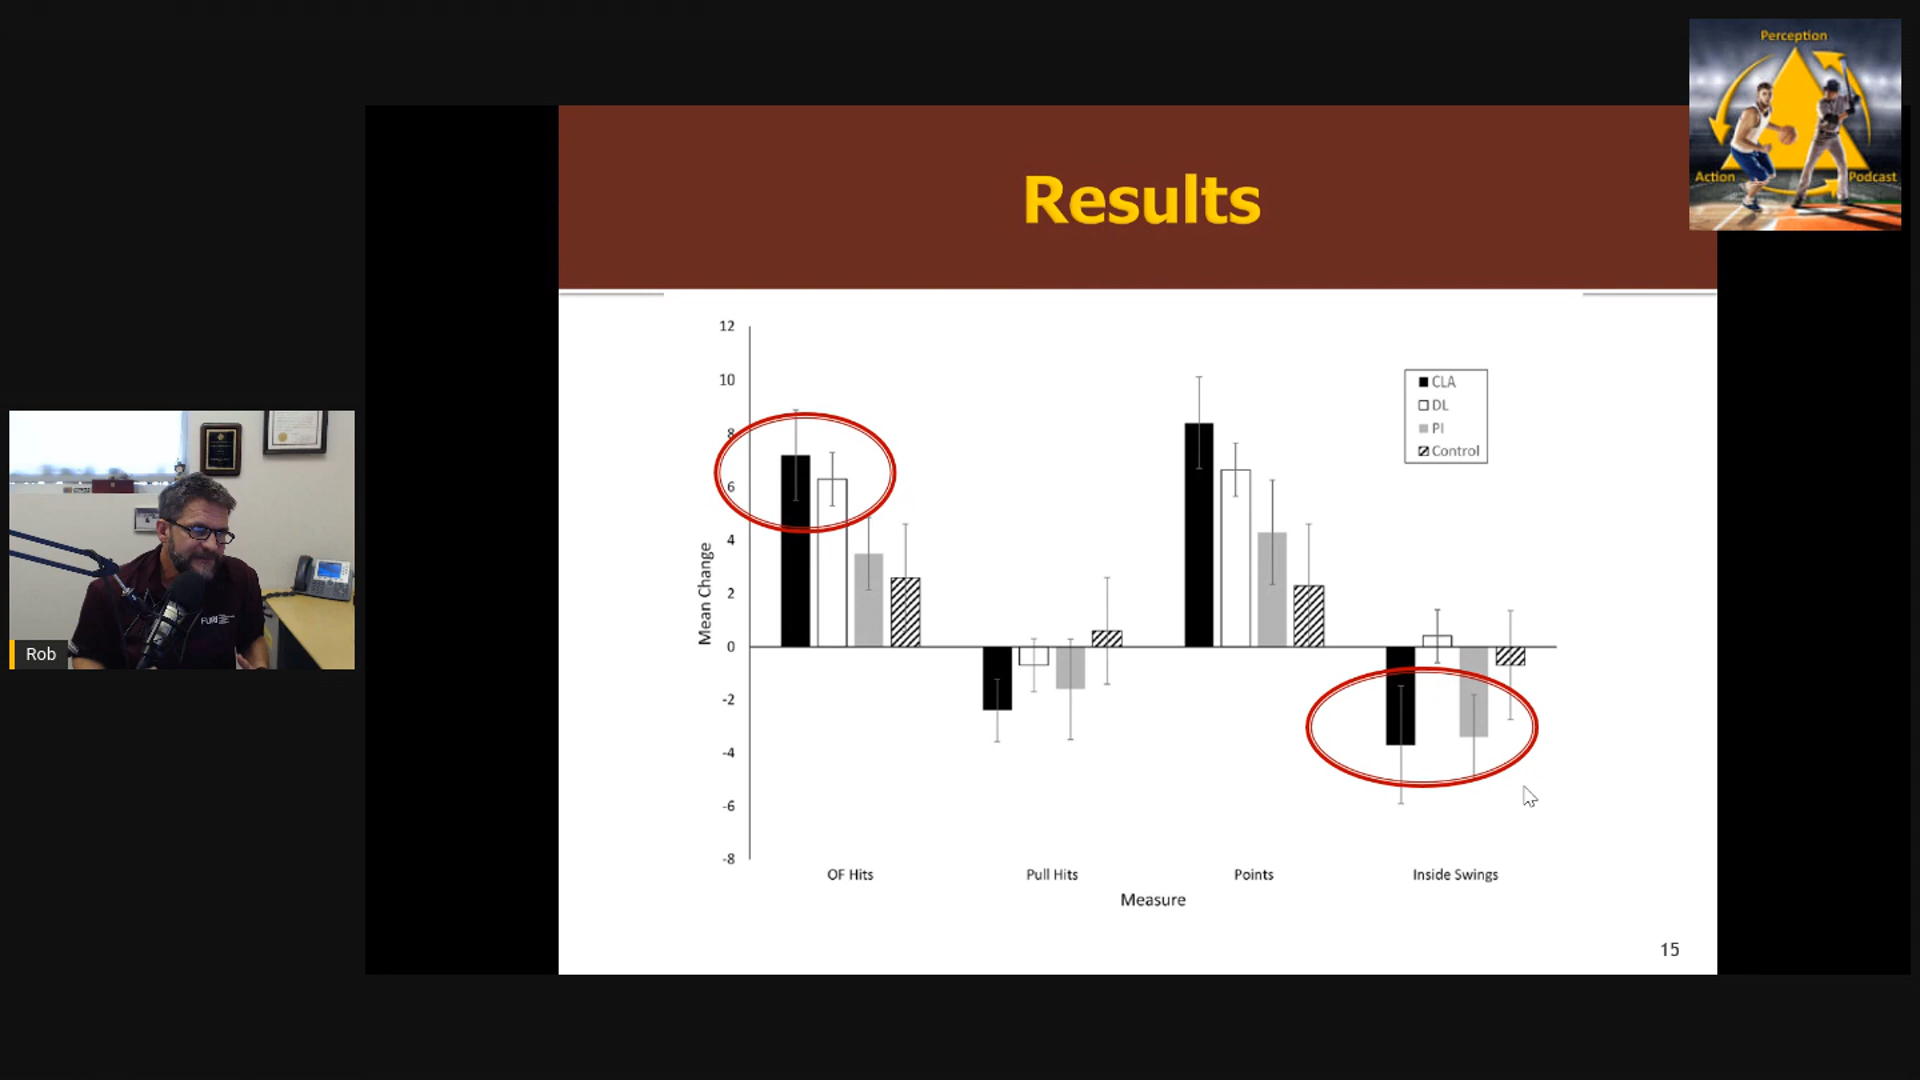 Perception
Action
Podcast
Results
12
10
8
6
4
2
0
-2
-4
-6
-8
Mean Change
CLA
DL
PI
Control
OF Hits
Pull Hits
Points
Inside Swings
Measure
15
FURI
Rob